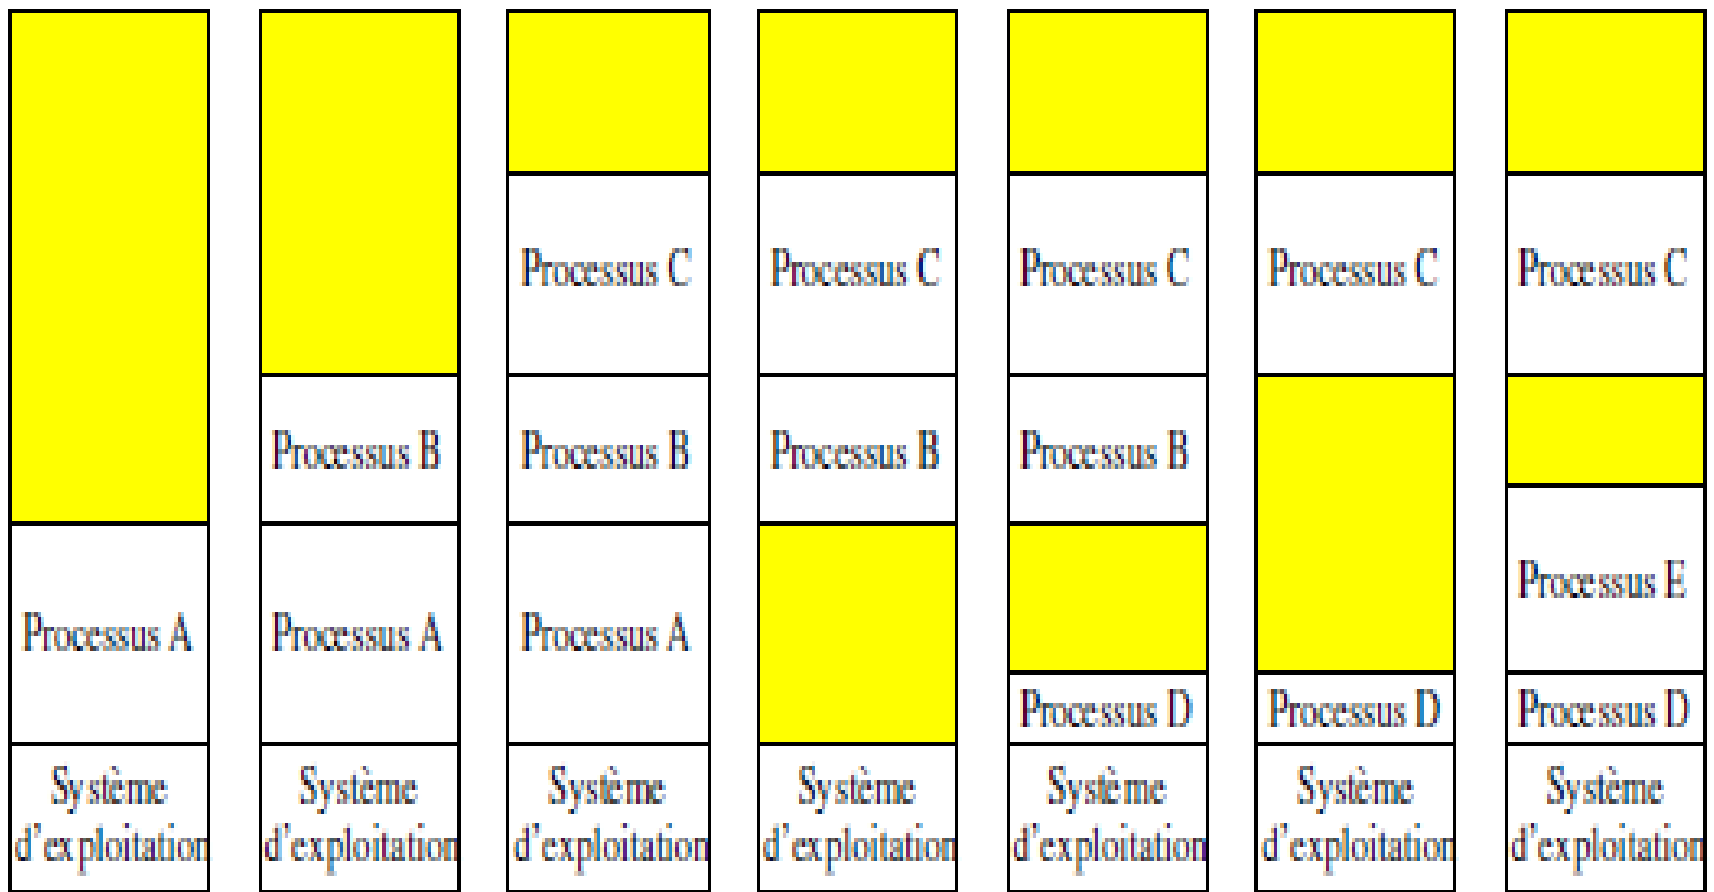 Processus A
Système
d'exploitation
Processus B
Processus A
Système
d'exploitation
Processus C
Processus B
Processus A
Système
d'exploitation
Processus C
Processus B
Système
d'exploitation
Processus C
Processus B
Processus D
Système
d'exploitation
Processus C
Processus D
Système
d'exploitation
Processus C
Processus E
Processus D
Système
d'exploitation